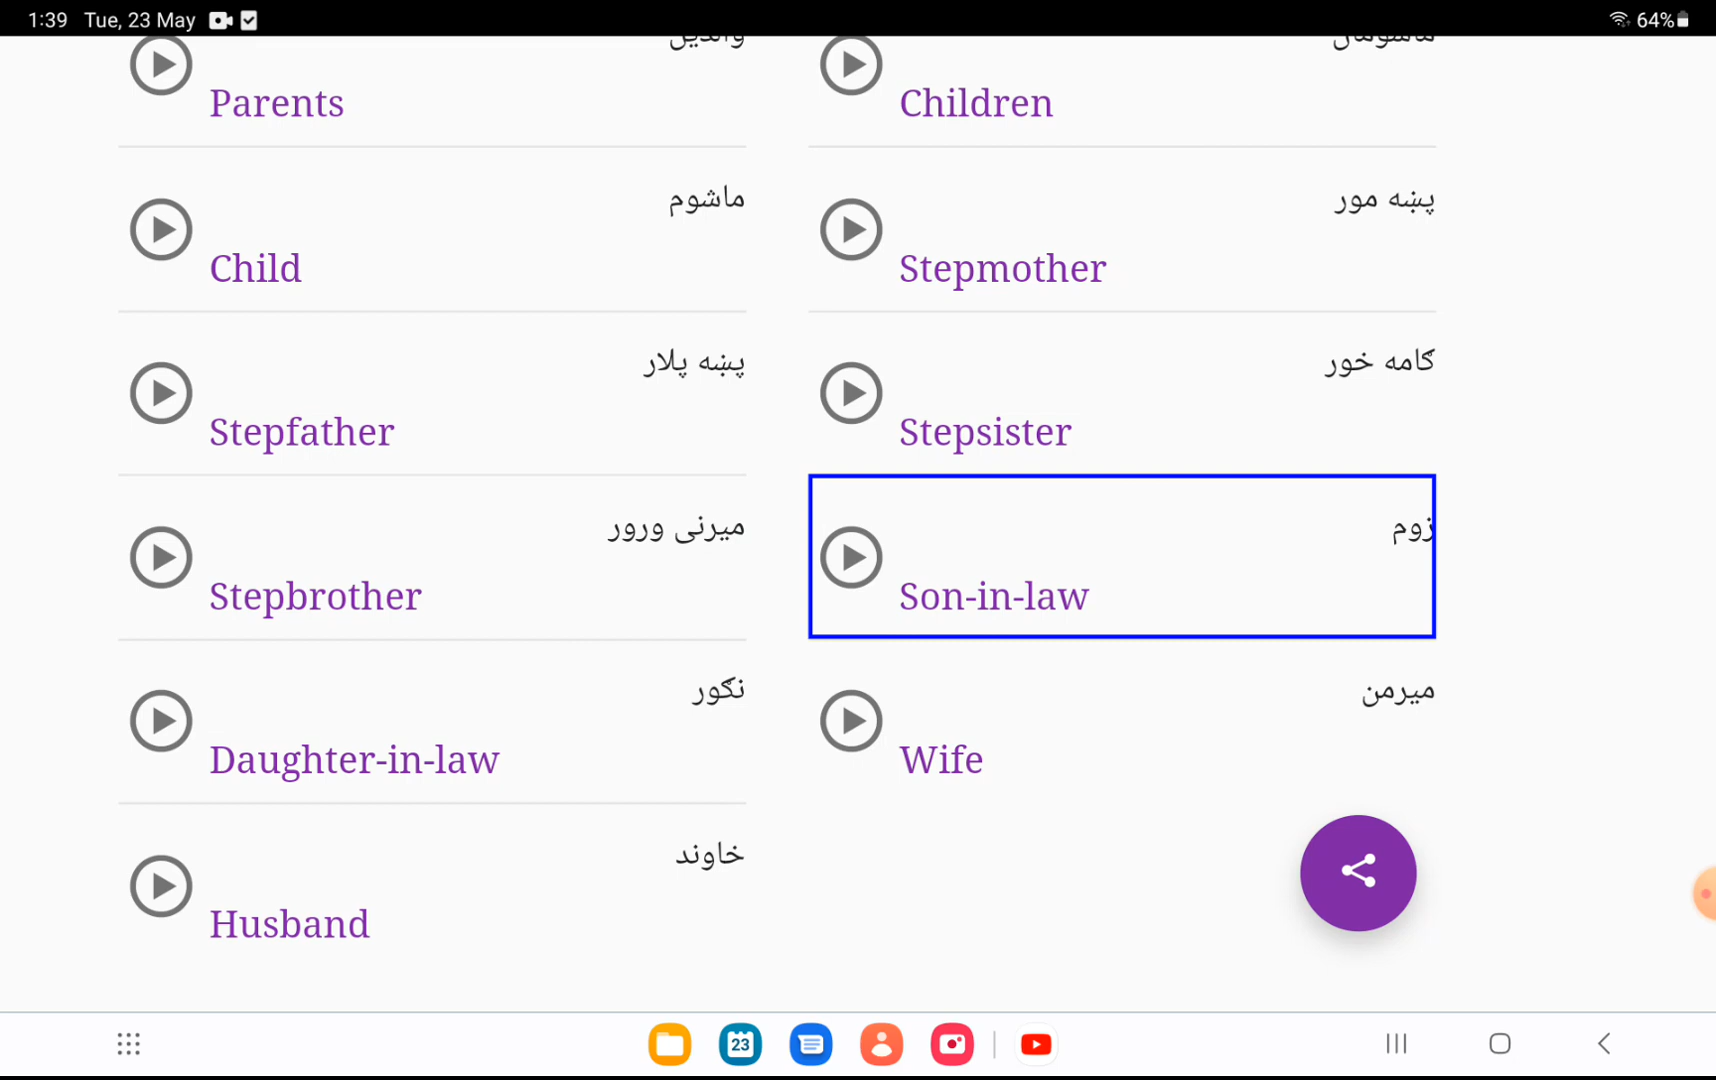 1:39 Tue, 23 May 64%
Parents
Children
ماشوم
Child
پښه مور
Stepmother
پښه پلار
Stepfather
ګامه خور
Stepsister
میرنی ورور
Stepbrother
زوم
Son-in-law
نګور
Daughter-in-law
میرمن
Wife
خاوند
Husband
23